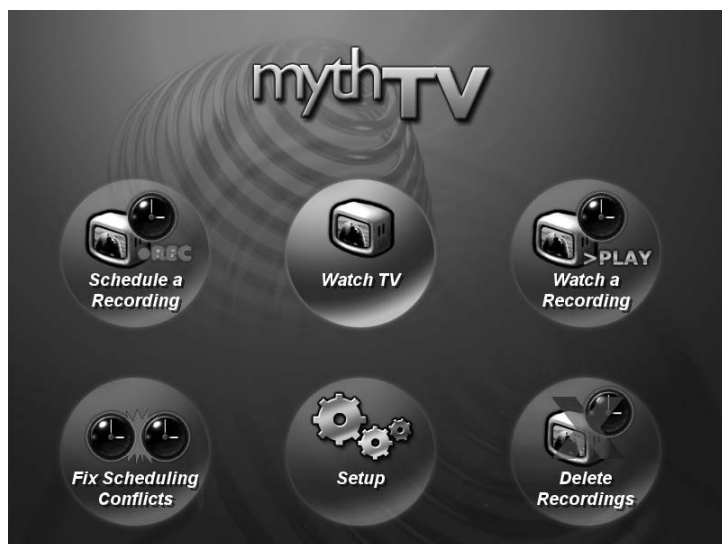 mythTV
●REC
Schedule a
Recording
Watch TV
>PLAY
Watch a
Recording
Fix Scheduling
Conflicts
Setup
Delete
Recordings